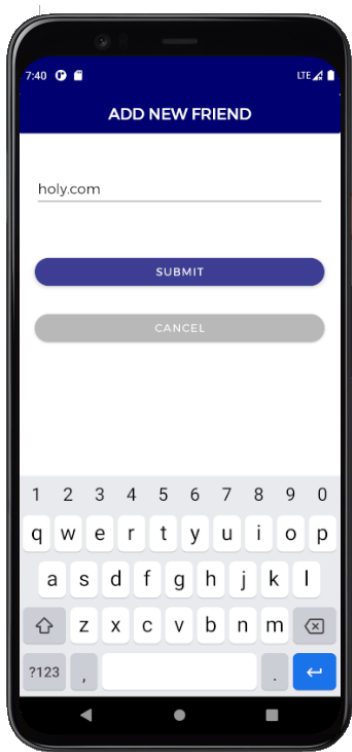 7:40 LTE
ADD NEW FRIEND
holy.com
SUBMIT
CANCEL
1 2 3 4 5 6 7 8 9 0
q w e r t y u i o p
a s d f g h j k l
z x c v b n m
?123 , .